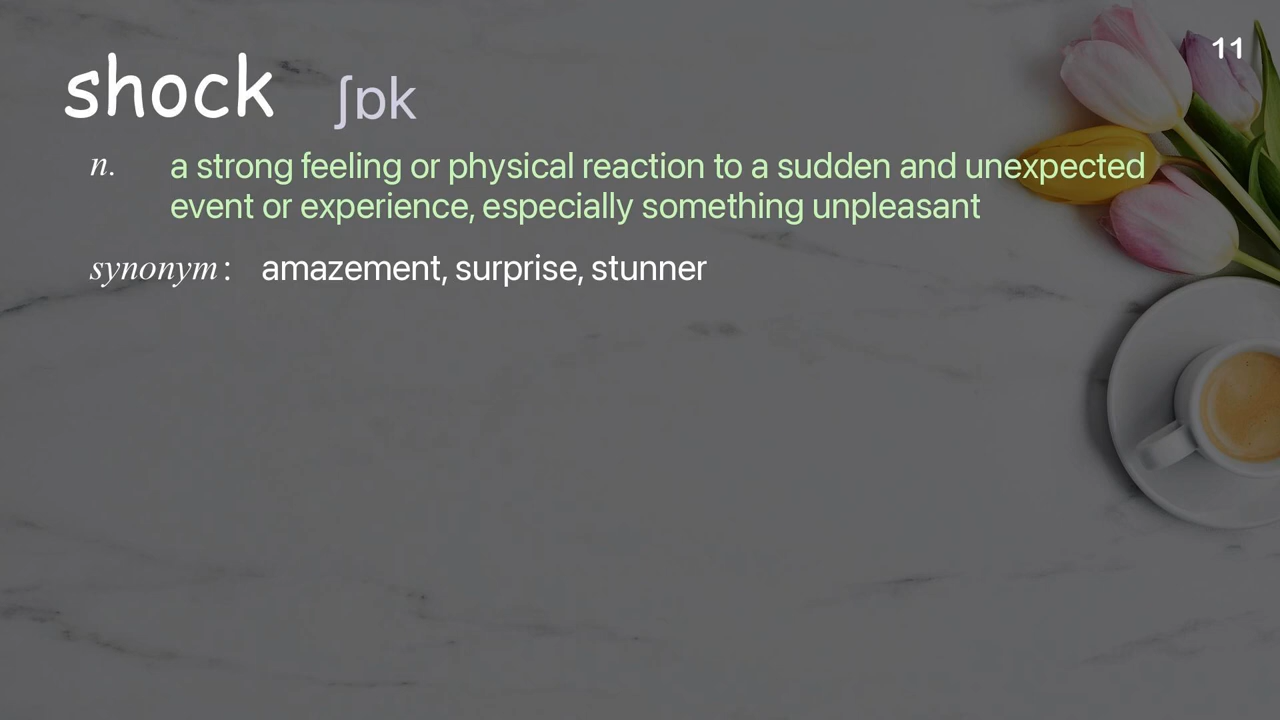 11
shock ʃɒk
n. a strong feeling or physical reaction to a sudden and unexpected
event or experience, especially something unpleasant
synonym: amazement, surprise, stunner